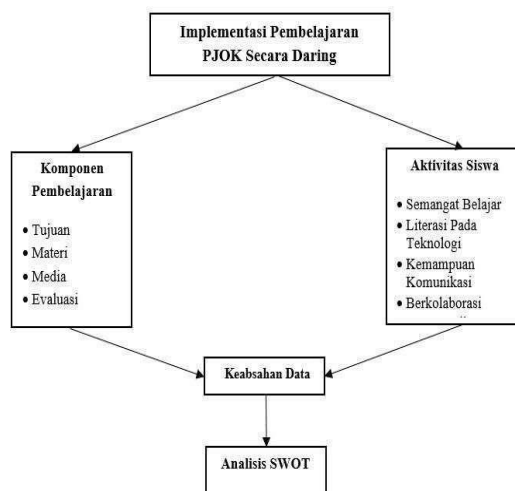 Implementasi Pembelajaran
PJOK Secara Daring
Komponen
Pembelajaran
• Tujuan
• Materi
• Media
• Evaluasi
Aktivitas Siswa
• Semangat Belajar
• Literasi Pada
Teknologi
• Kemampuan
Komunikasi
• Berkolaborasi
Keabsahan Data
Analisis SWOT